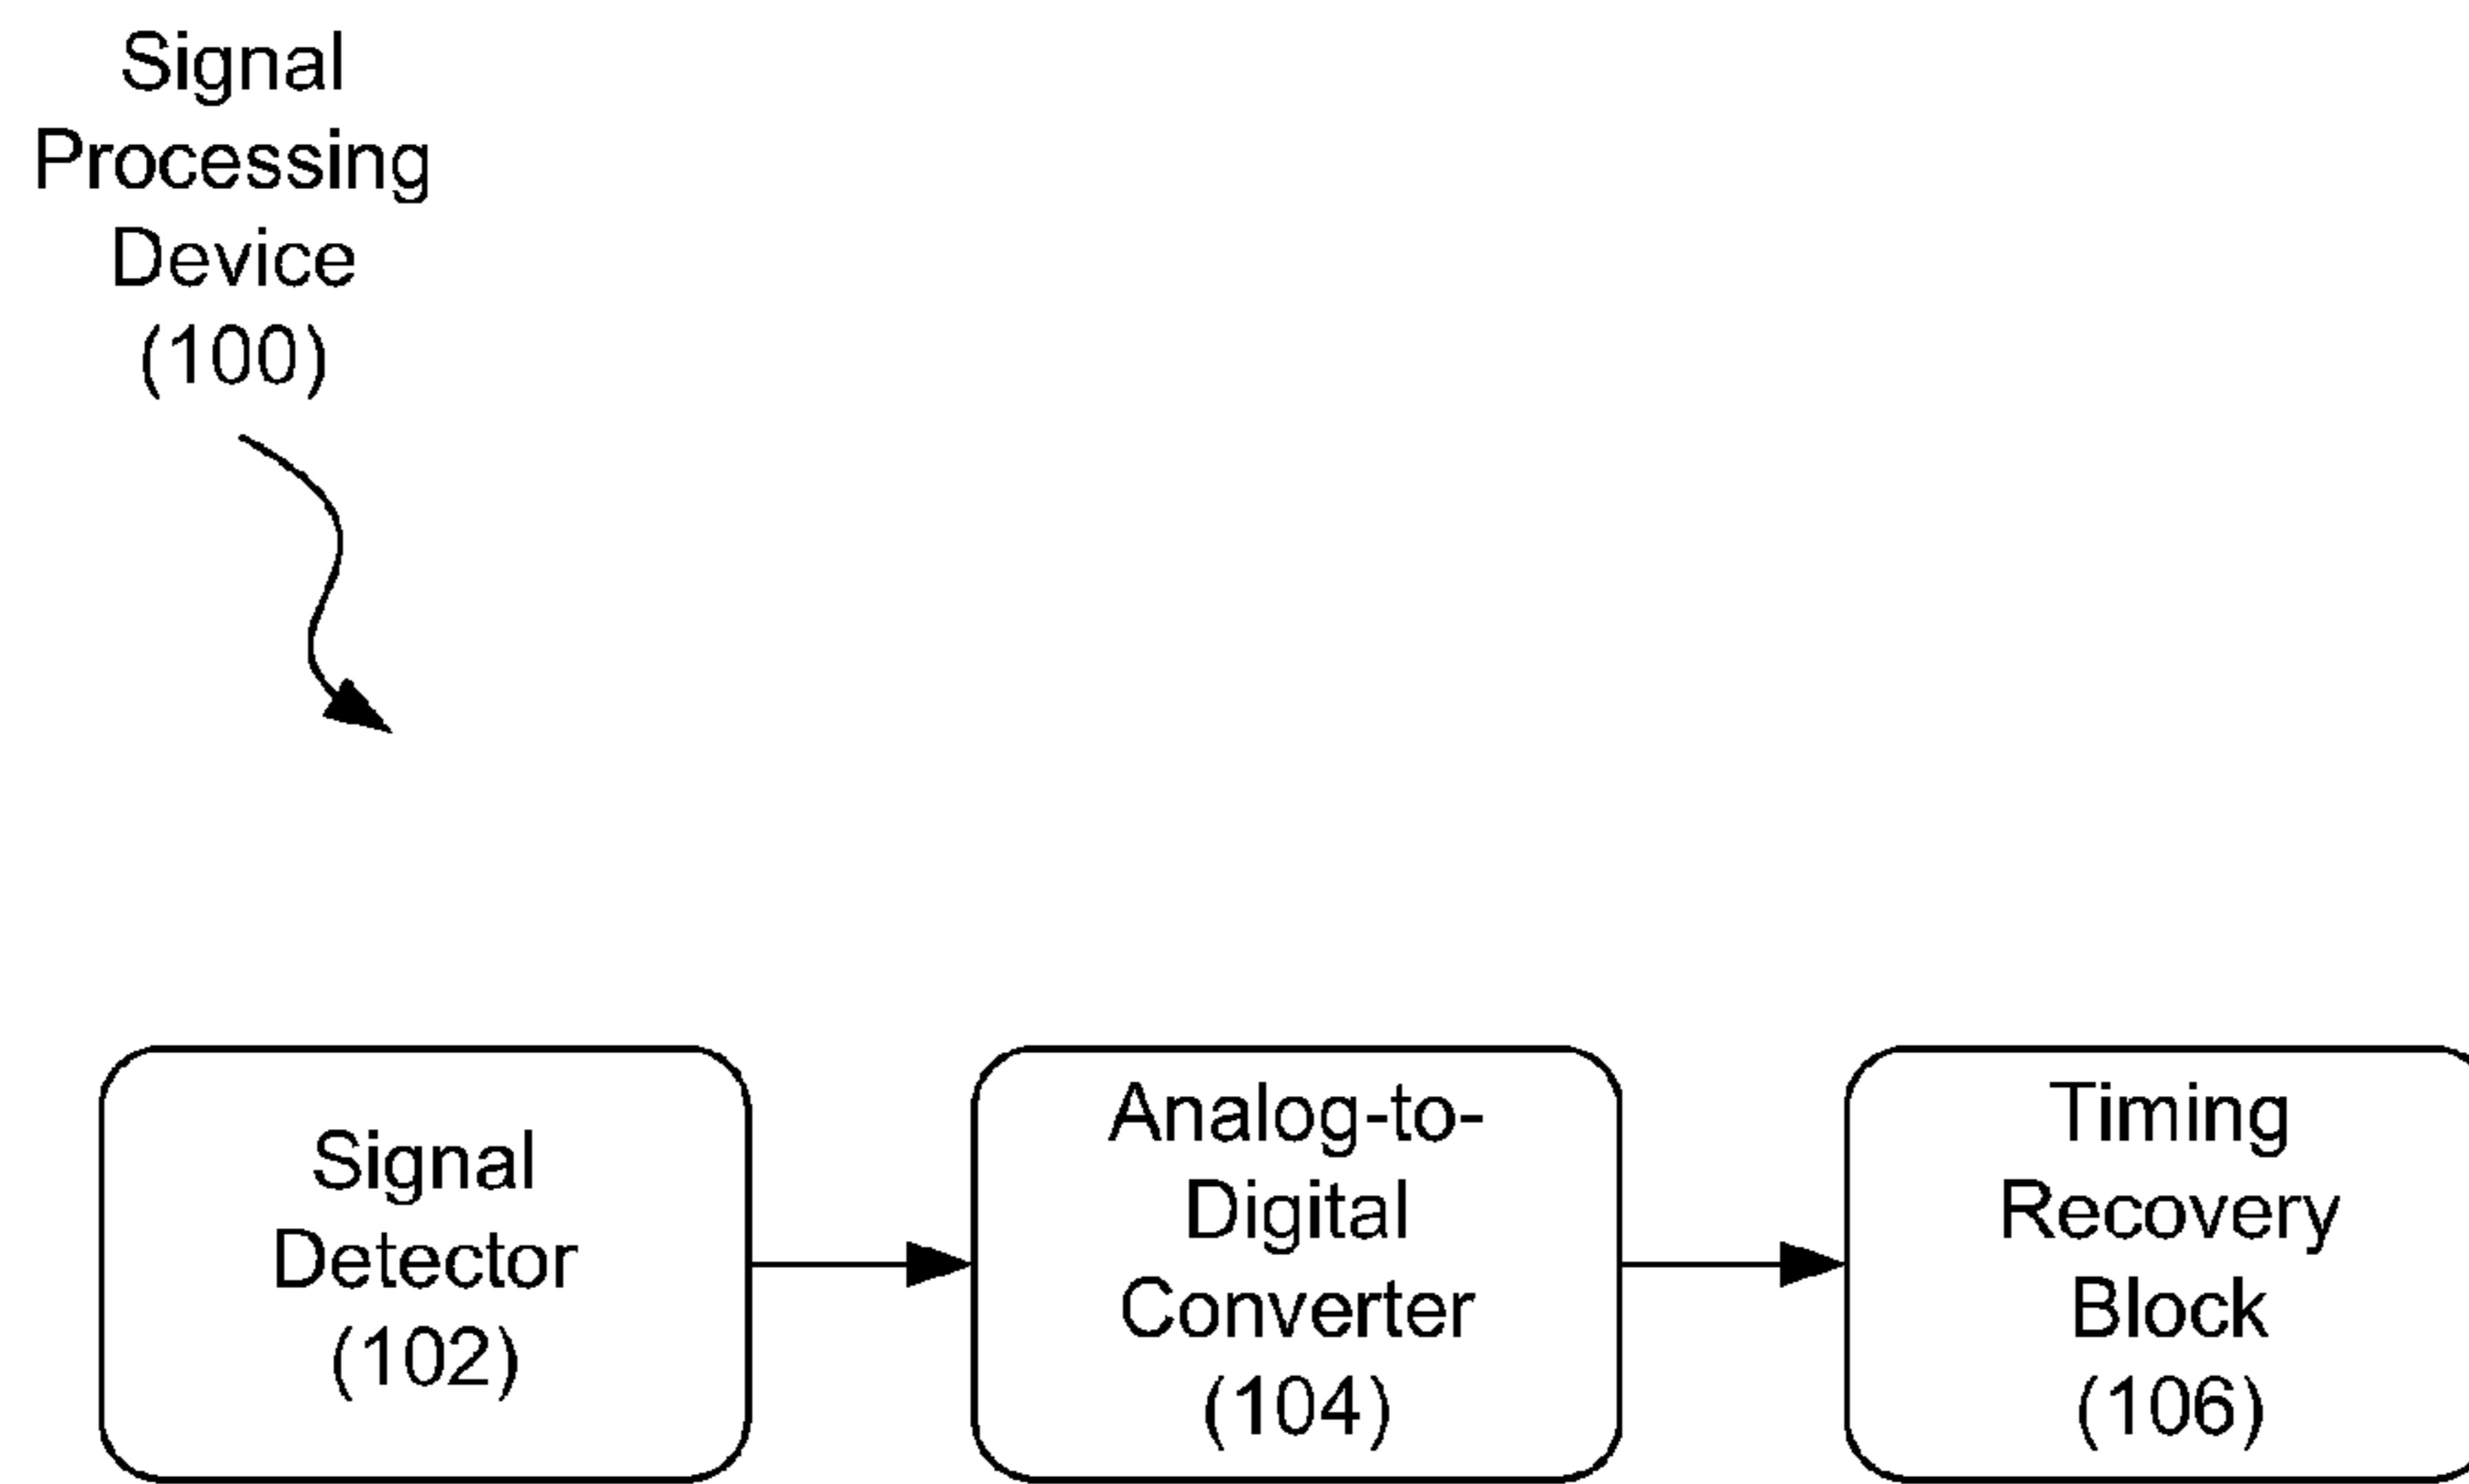 Signal
Processing
Device
(100)
Signal
Detector
(102)
Analog-to-
Digital
Converter
(104)
Timing
Recovery
Block
(106)